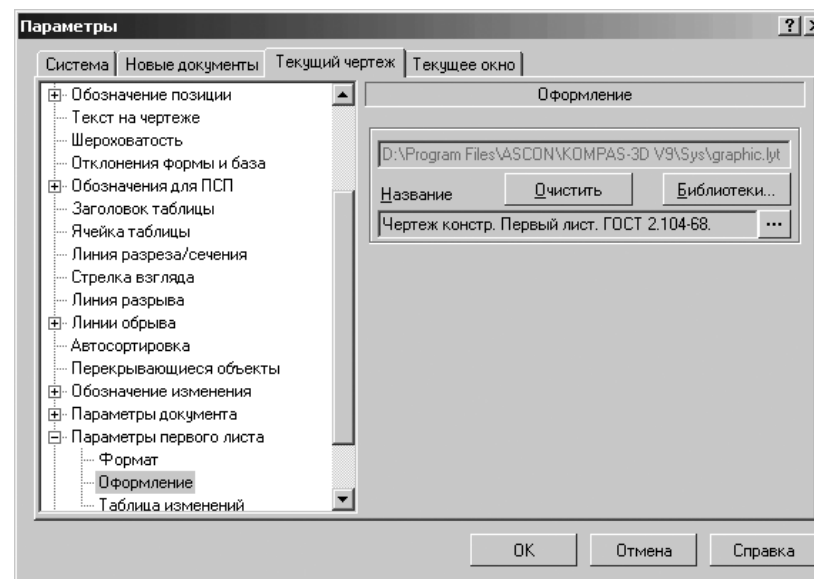 Параметры
Система Новые документы Текущий чертеж Текущее окно
Обозначение позиции
Текст на чертеже
Шероховатость
Отклонения формы и база
Обозначения для ПСП
Заголовок таблицы
Ячейка таблицы
Линия разреза/сечения
Стрелка взгляда
Линия разрыва
Линии обрыва
Автосортировка
Перекрывающиеся объекты
Обозначение изменения
Параметры документа
Параметры первого листа
Формат
Оформление
Таблица изменений
Оформление
D:\Program Files\ASCON\KOMPAS-3D V9\Sys\graphic.lyt
Название Очистить Библиотеки...
Чертеж констр. Первый лист. ГОСТ 2.104-68. ...
OK Отмена Справка